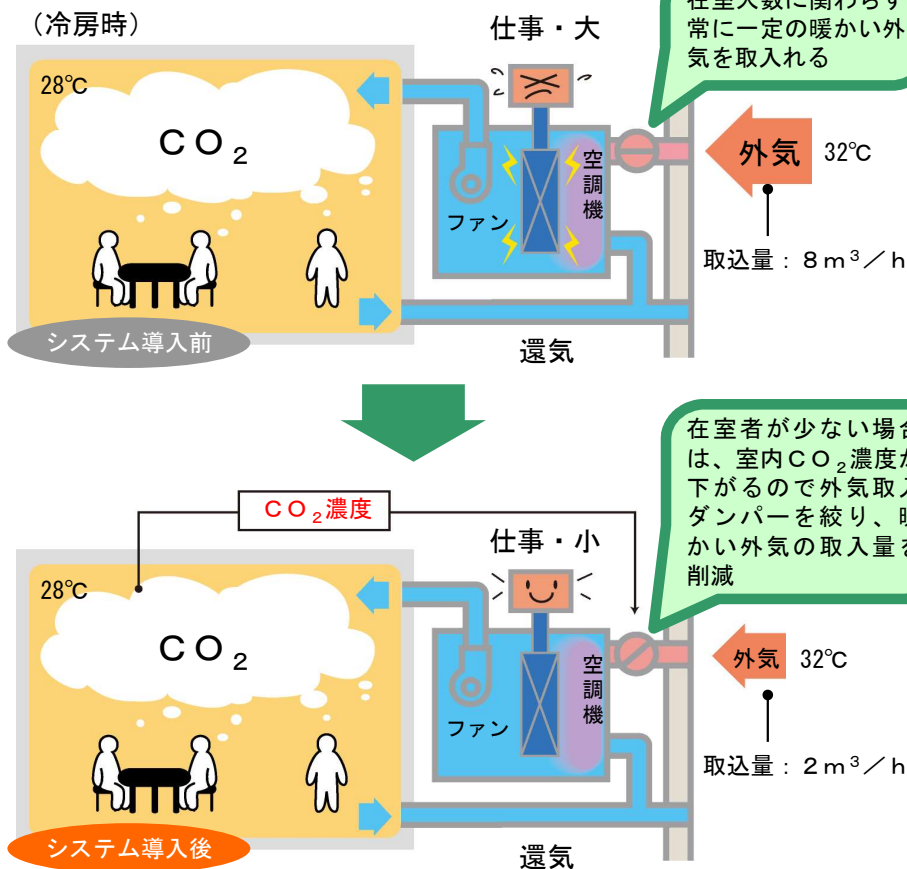 （冷房時）
仕事・大
在室人数に関わらず
常に一定の暖かい外
気を取入れる
28℃
ＣＯ₂
ファン
空調機
外気
32℃
取込量：８ｍ³／ｈ
システム導入前
還気
ＣＯ₂濃度
仕事・小
在室者が少ない場合
は、室内ＣＯ₂濃度が
下がるので外気取入
ダンパーを絞り、暖
かい外気の取入量を
削減
28℃
ＣＯ₂
ファン
空調機
外気
32℃
取込量：２ｍ³／ｈ
システム導入後
還気